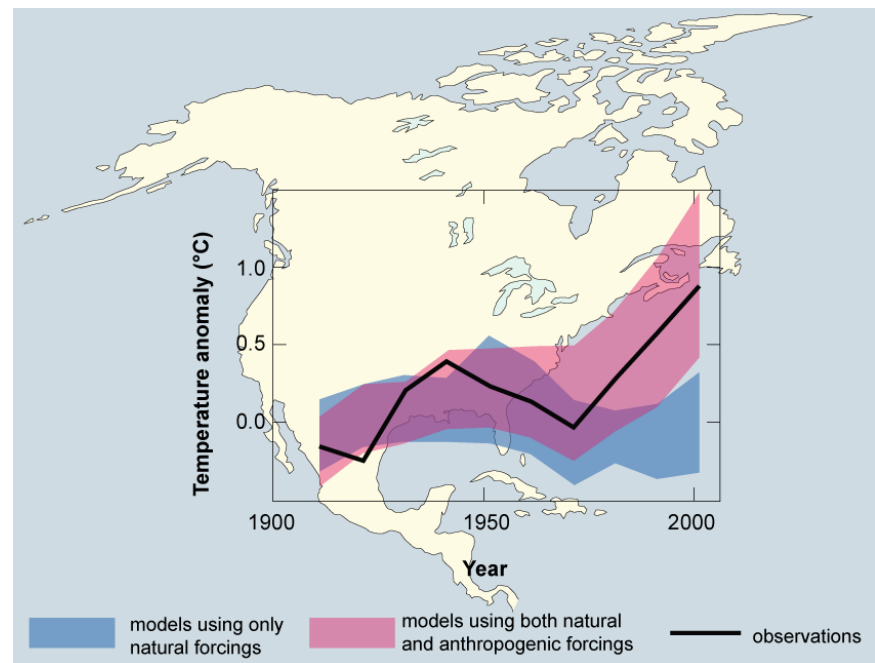 Temperature anomaly (°C)
1.0
0.5
0.0
1900 1950 2000
Year
models using only
natural forcings
models using both natural
and anthropogenic forcings
observations